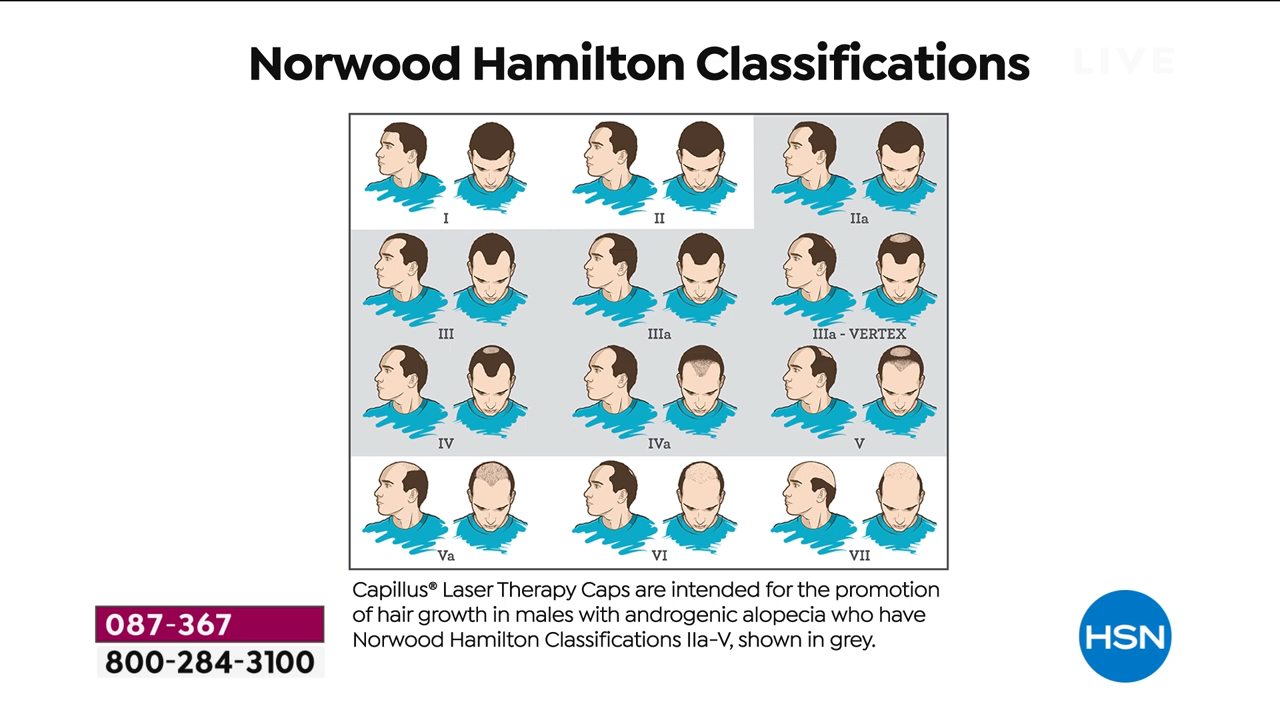 Norwood Hamilton Classifications
LIVE
I
II
IIa
III
IIIa
IIIa - VERTEX
IV
IVa
V
Va
VI
VII
Capillus® Laser Therapy Caps are intended for the promotion
of hair growth in males with androgenic alopecia who have
Norwood Hamilton Classifications IIa-V, shown in grey.
087-367
800-284-3100
HSN